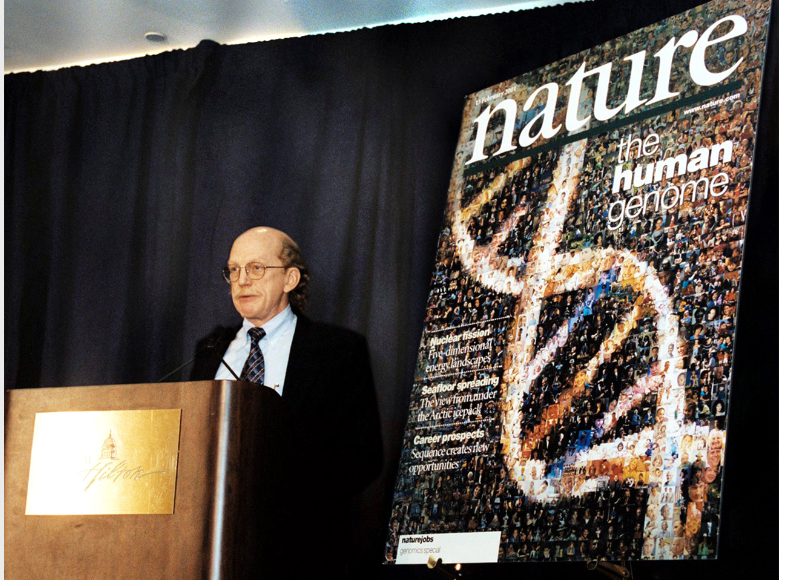 15 February 2001
nature
www.nature.com
the
human
genome
Nuclear fission
Five-dimensional
energy landscapes
Seafloor spreading
The view from under
the Arctic icepack
Career prospects
Sequence creates new
opportunities
naturejobs
genomics special
Hilton